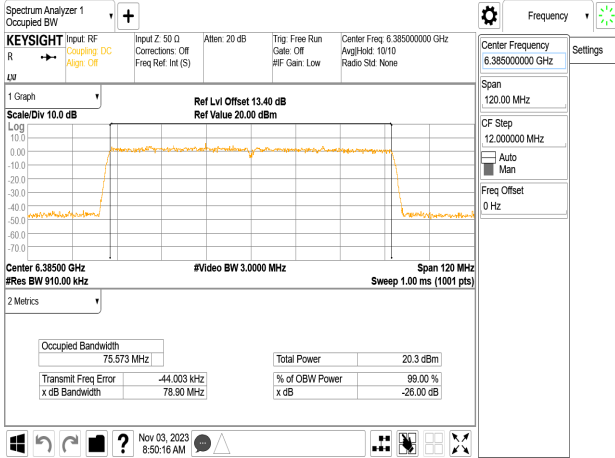 Spectrum Analyzer 1
Occupied BW
Frequency
KEYSIGHT
R
Input: RF
Coupling: DC
Align: Off
Input Z: 50 Ω
Corrections: Off
Freq Ref: Int (S)
Atten: 20 dB
Trig: Free Run
Gate: Off
#IF Gain: Low
Center Freq: 6.385000000 GHz
Avg|Hold: 10/10
Radio Std: None
Center Frequency
6.385000000 GHz
Settings
Span
120.00 MHz
CF Step
12.000000 MHz
Auto
Man
Freq Offset
0 Hz
1 Graph
Scale/Div 10.0 dB
Ref Lvl Offset 13.40 dB
Ref Value 20.00 dBm
Log
10.0
0.00
-10.0
-20.0
-30.0
-40.0
-50.0
-60.0
-70.0
Center 6.38500 GHz
#Video BW 3.0000 MHz
Span 120 MHz
#Res BW 910.00 kHz
Sweep 1.00 ms (1001 pts)
2 Metrics
Occupied Bandwidth
75.573 MHz
Total Power 20.3 dBm
Transmit Freq Error -44.003 kHz
% of OBW Power 99.00 %
x dB Bandwidth 78.90 MHz
x dB -26.00 dB
?
Nov 03, 2023
8:50:16 AM